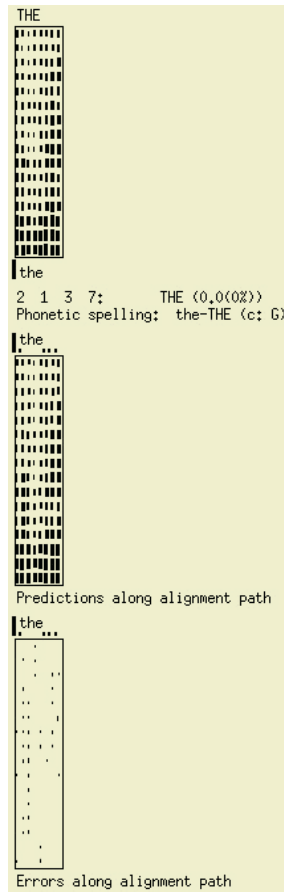 THE
the
2 1 3 7: THE (0.0(0%))
Phonetic spelling: the-THE (c: G)
the
Predictions along alignment path
the
Errors along alignment path